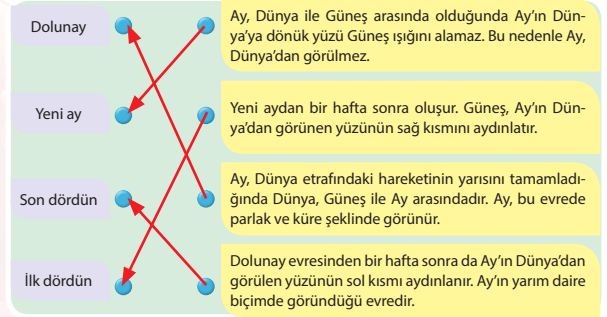 Dolunay
Ay, Dünya ile Güneş arasında olduğunda Ay'ın Dün-
ya'ya dönük yüzü Güneş ışığını alamaz. Bu nedenle Ay,
Dünya'dan görülmez.
Yeni ay
Yeni aydan bir hafta sonra oluşur. Güneş, Ay'ın Dün-
ya'dan görünen yüzünün sağ kısmını aydınlatır.
Son dördün
Ay, Dünya etrafındaki hareketinin yarısını tamamladı-
ğında Dünya, Güneş ile Ay arasındadır. Ay, bu evrede
parlak ve küre şeklinde görünür.
İlk dördün
Dolunay evresinden bir hafta sonra da Ay'ın Dünya'dan
görülen yüzünün sol kısmı aydınlanır. Ay'ın yarım daire
biçimde göründüğü evredir.